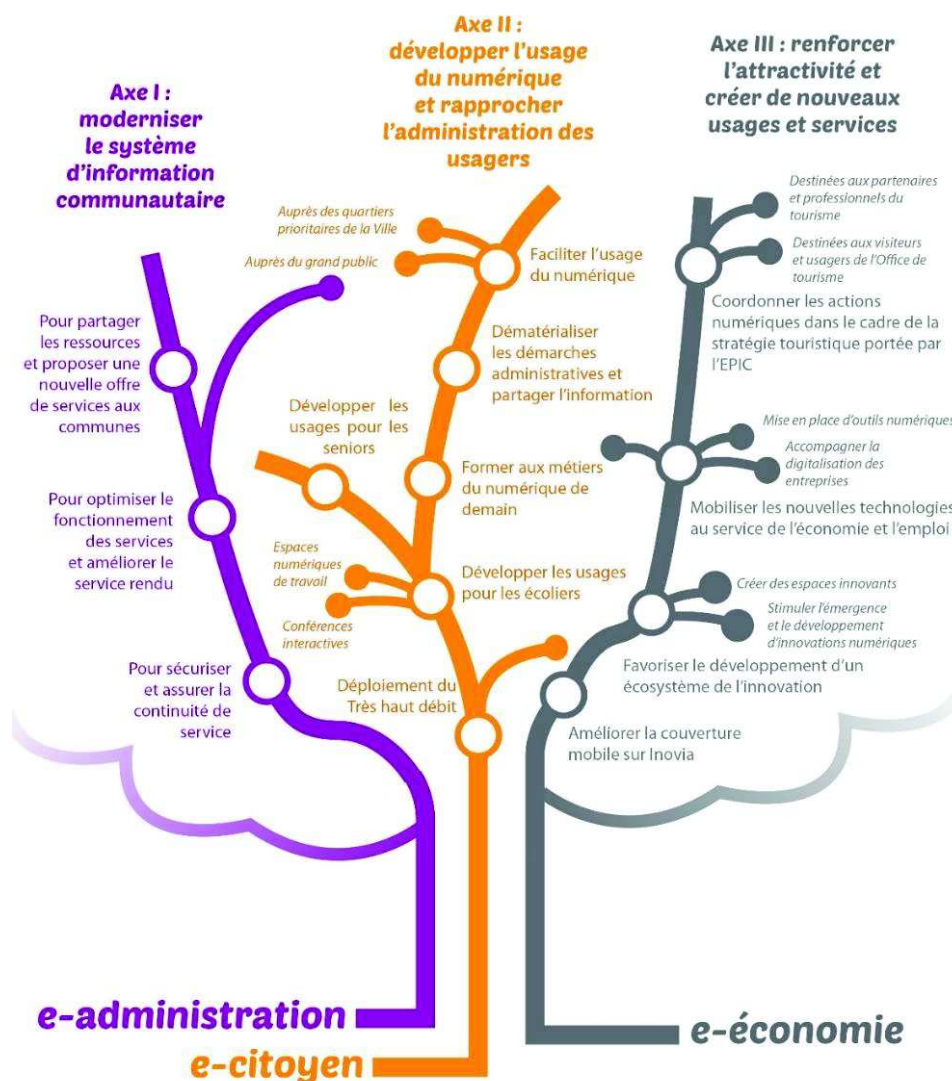 Axe I :
moderniser
le système
d'information
communautaire
Pour partager
les ressources
et proposer une
nouvelle offre
de services aux
communes
Pour optimiser le
fonctionnement
des services
et améliorer le
service rendu
Pour sécuriser
et assurer la
continuité de
service
Axe II :
développer l'usage
du numérique
et rapprocher
l'administration des
usagers
Auprès des quartiers
prioritaires de la Ville
Auprès du grand public
Faciliter l'usage
du numérique
Dématérialiser
les démarches
administratives et
partager l'information
Développer les
usages pour les
seniors
Former aux métiers
du numérique de
demain
Espaces
numériques
de travail
Conférences
interactives
Développer les usages
pour les écoliers
Déploiement du
Très haut débit
Axe III : renforcer
l'attractivité et
créer de nouveaux
usages et services
Destinées aux partenaires
et professionnels du
tourisme
Destinées aux visiteurs
et usagers de l'Office de
tourisme
Coordonner les actions
numériques dans le cadre de la
stratégie touristique portée par
l'EPIC
Mise en place d'outils numériques
Accompagner la
digitalisation des
entreprises
Mobiliser les nouvelles technologies
au service de l'économie et l'emploi
Créer des espaces innovants
Stimuler l'émergence
et le développement
d'innovations numériques
Favoriser le développement d'un
écosystème de l'innovation
Améliorer la couverture
mobile sur Inovia
e-administration
e-citoyen
e-économie